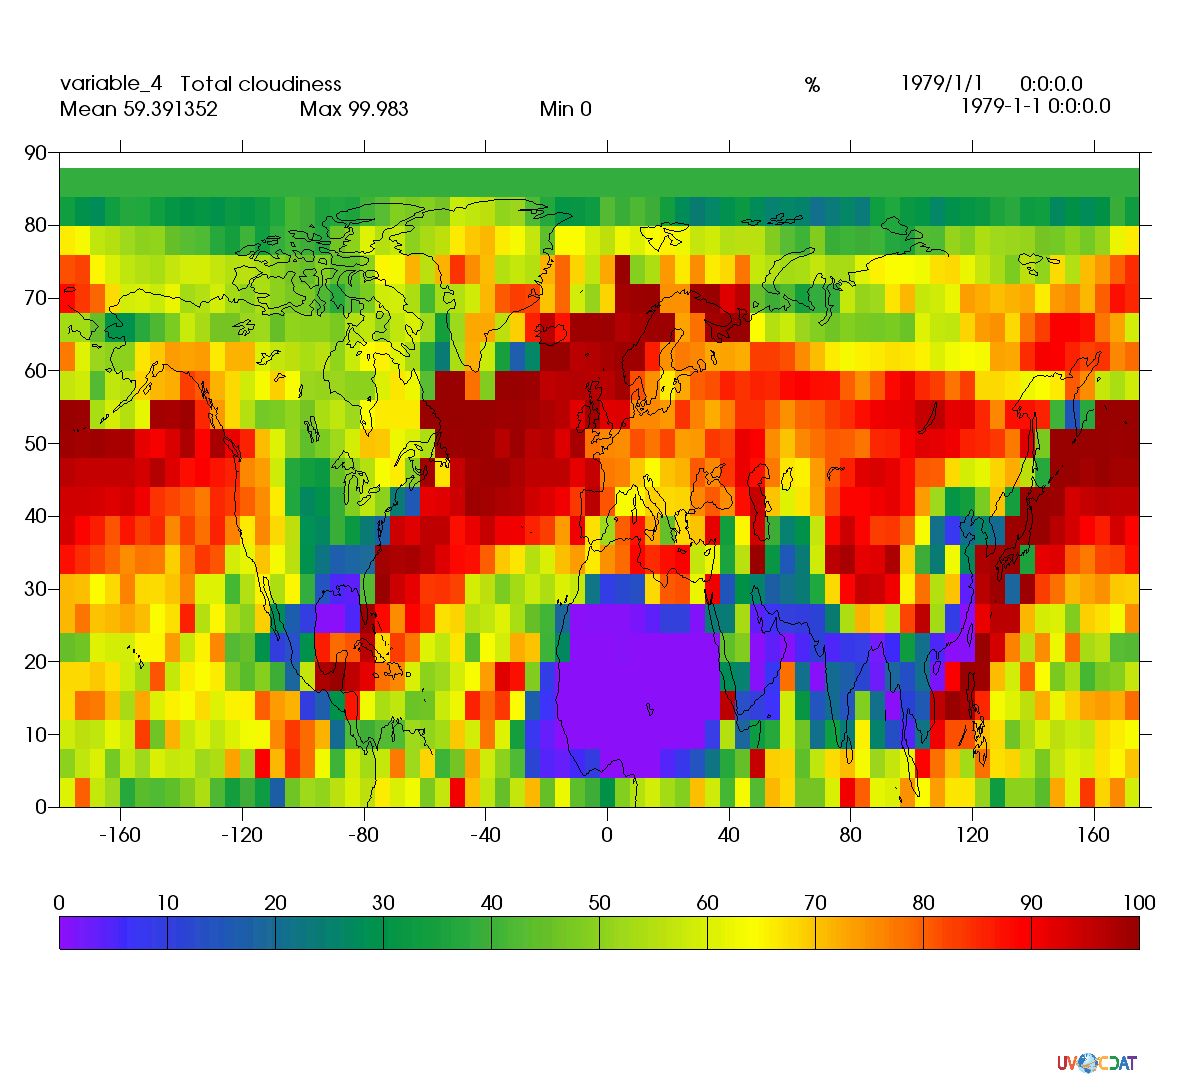 variable_4 Total cloudiness % 1979/1/1 0:0:0.0
Mean 59.391352 Max 99.983 Min 0 1979-1-1 0:0:0.0
90
80
70
60
50
40
30
20
10
0
-160 -120 -80 -40 0 40 80 120 160
0 10 20 30 40 50 60 70 80 90 100
UV CDAT